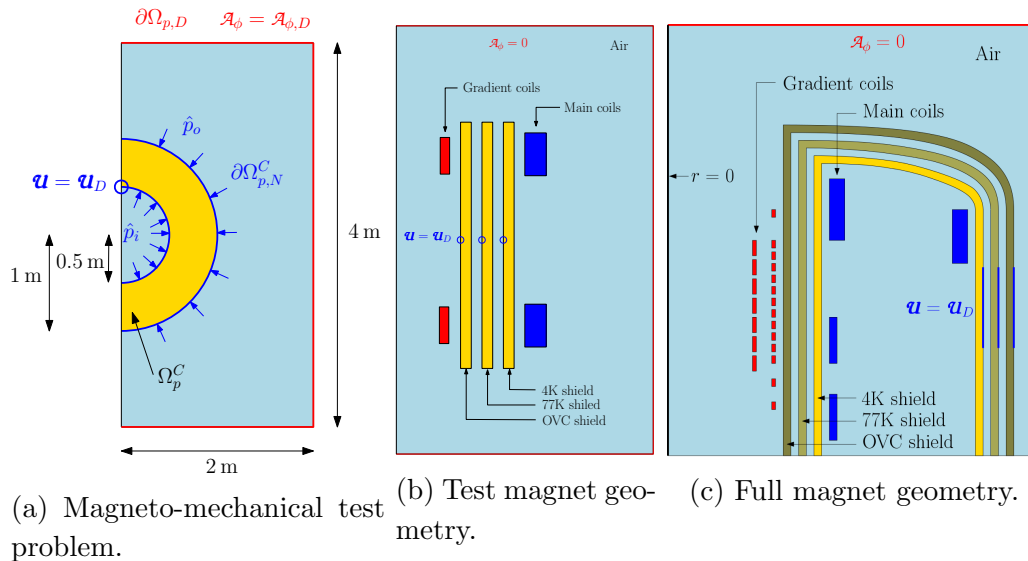 ∂Ω_{p,D} 𝒜_ϕ = 𝒜_{ϕ,D}
p̂_o
∂Ω^C_{p,N}
𝓤 = 𝓤_D
p̂_i
1 m
0.5 m
4 m
Ω^C_p
2 m
(a) Magneto-mechanical test
problem.
𝒜_ϕ = 0
Air
Gradient coils
Main coils
𝓤 = 𝓤_D
4K shield
77K shiled
OVC shield
(b) Test magnet geo-
metry.
𝒜_ϕ = 0
Air
Gradient coils
Main coils
r = 0
𝓤 = 𝓤_D
4K shield
77K shield
OVC shield
(c) Full magnet geometry.